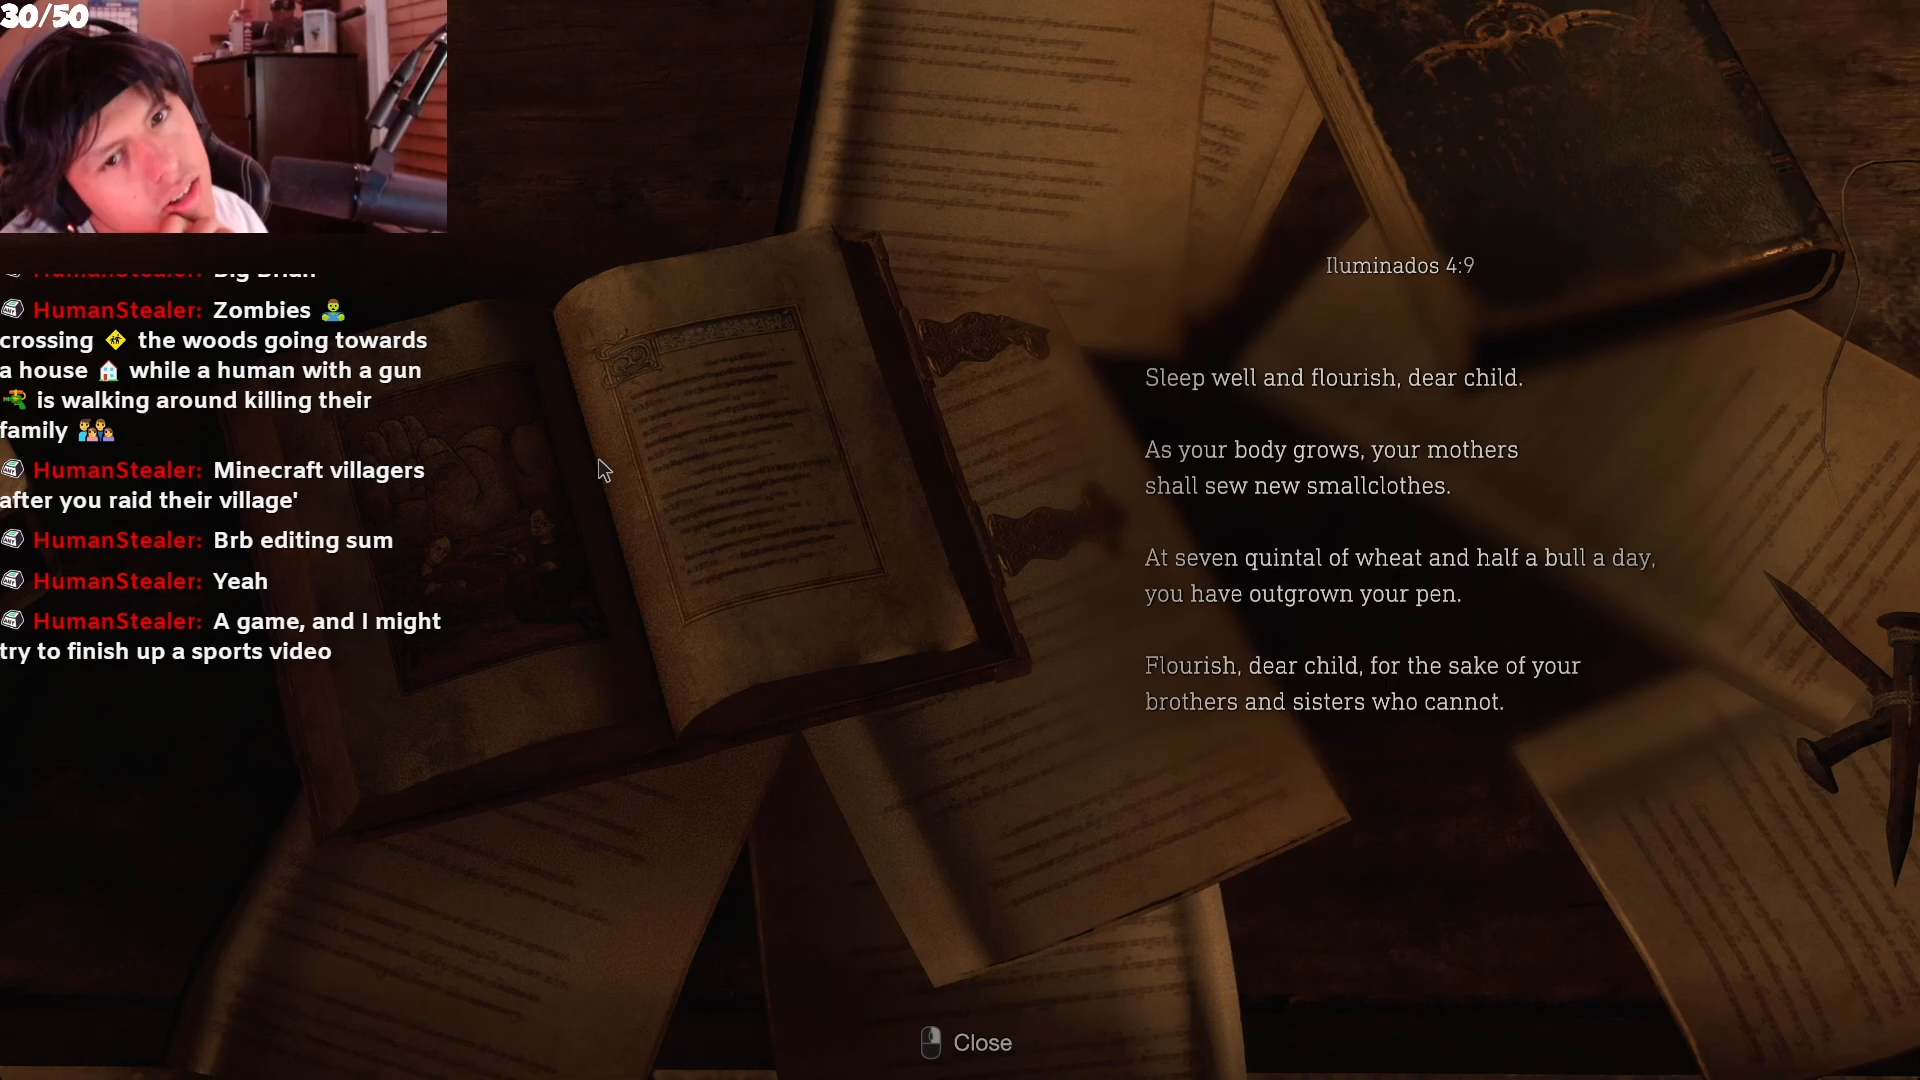 30/50
HumanStealer: Big Brian
HumanStealer: Zombies 🧟‍♂️
crossing 🚸 the woods going towards
a house 🏠 while a human with a gun
🔫 is walking around killing their
family 👨‍👩‍👧‍👦
HumanStealer: Minecraft villagers
after you raid their village'
HumanStealer: Brb editing sum
HumanStealer: Yeah
HumanStealer: A game, and I might
try to finish up a sports video
Iluminados 4:9
Sleep well and flourish, dear child.
As your body grows, your mothers
shall sew new smallclothes.
At seven quintal of wheat and half a bull a day,
you have outgrown your pen.
Flourish, dear child, for the sake of your
brothers and sisters who cannot.
Close